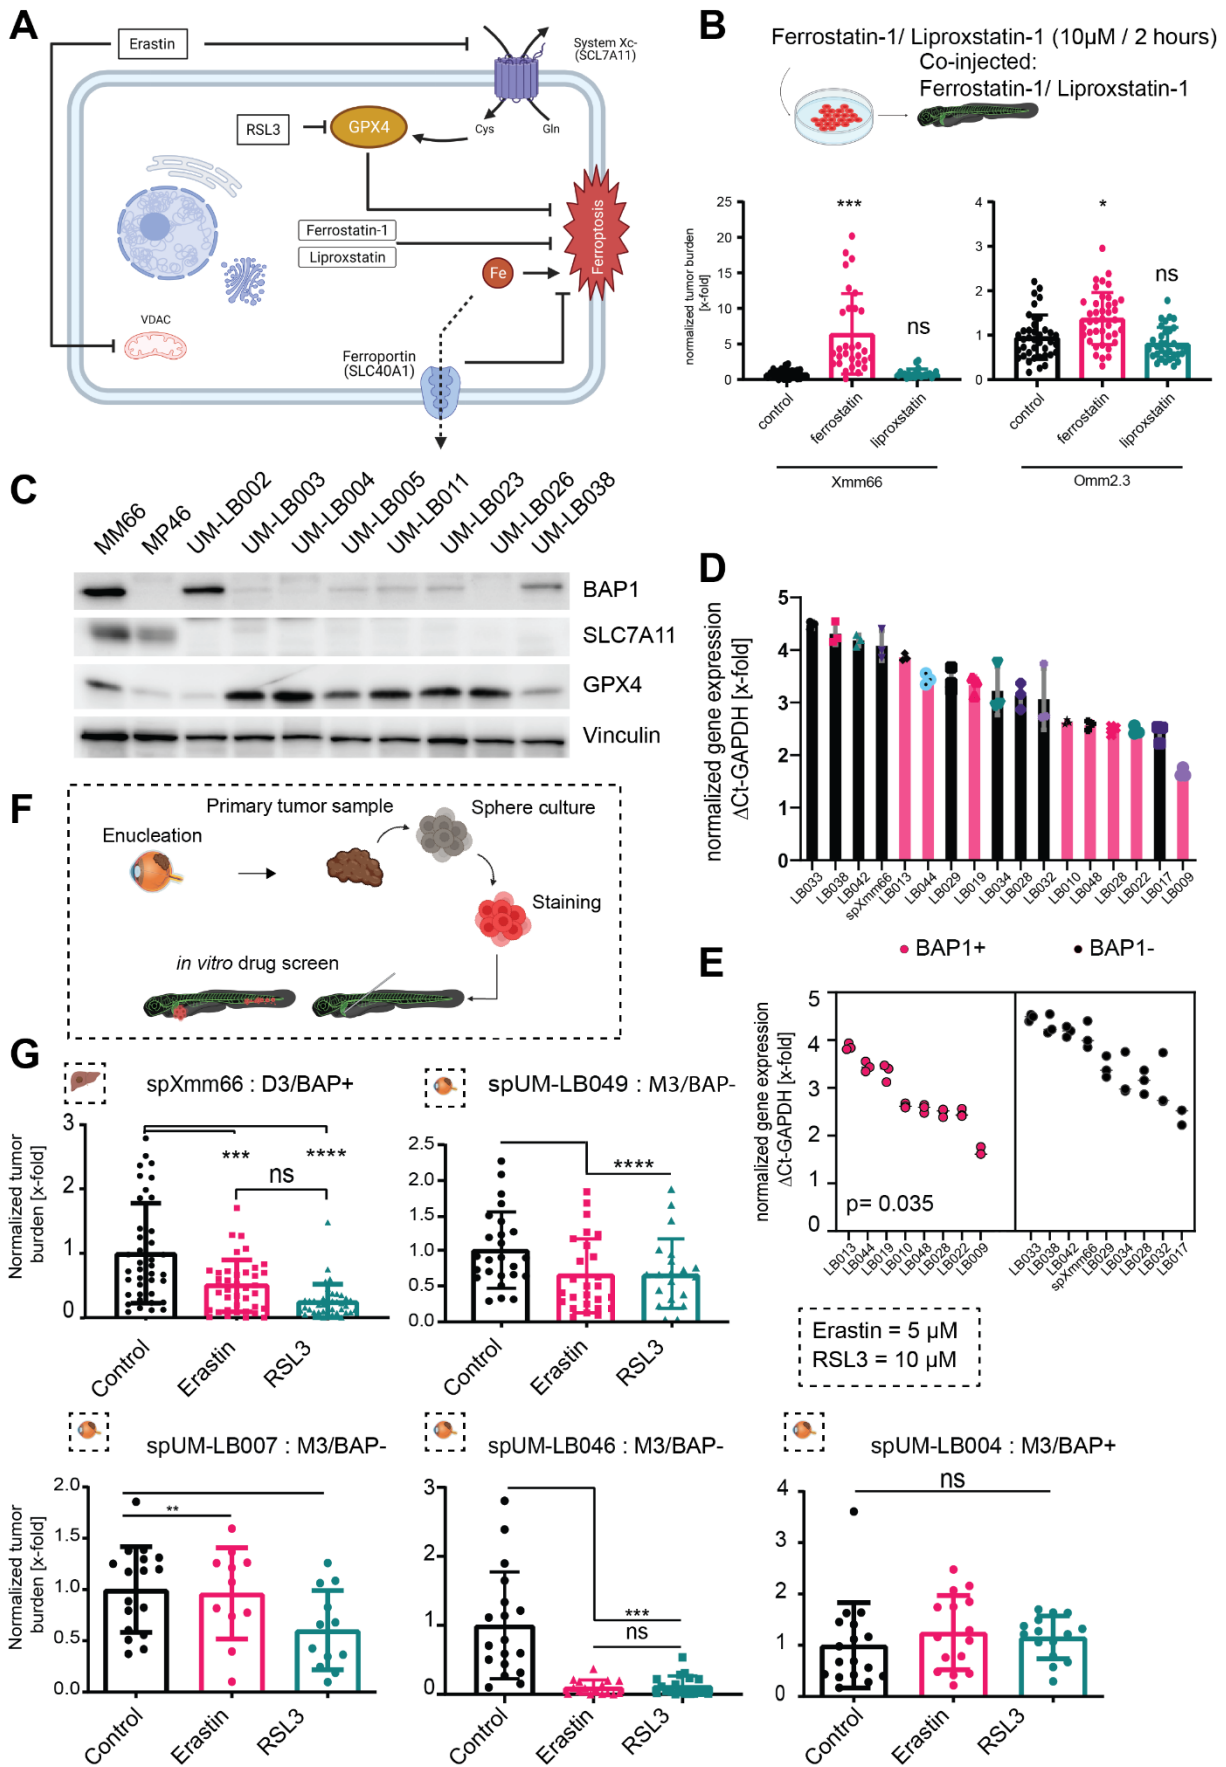 A
Erastin
System Xc-
(SCL7A11)
RSL3
GPX4
Cys
Gln
Ferrostatin-1
Liproxstatin
Ferroptosis
Fe
VDAC
Ferroportin
(SLC40A1)
B
Ferrostatin-1/ Liproxstatin-1 (10µM / 2 hours)
Co-injected:
Ferrostatin-1/ Liproxstatin-1
normalized tumor burden
[x-fold]
25
20
15
10
5
0
***
ns
control
ferrostatin
liproxstatin
Xmm66
4
3
2
1
0
*
ns
control
ferrostatin
liproxstatin
Omm2.3
C
MM66
MP46
UM-LB002
UM-LB003
UM-LB004
UM-LB005
UM-LB011
UM-LB023
UM-LB026
UM-LB038
BAP1
SLC7A11
GPX4
Vinculin
D
normalized gene expression
ΔCt-GAPDH [x-fold]
5
4
3
2
1
0
LB033
LB038
LB042
spXmm66
LB013
LB044
LB029
LB019
LB034
LB028
LB032
LB010
LB048
LB028
LB022
LB017
LB009
BAP1+
BAP1-
E
normalized gene expression
ΔCt-GAPDH [x-fold]
5
4
3
2
1
0
p= 0.035
LB013
LB044
LB019
LB010
LB048
LB028
LB022
LB009
LB033
LB038
LB042
spXmm66
LB029
LB034
LB028
LB032
LB017
F
Primary tumor sample
Sphere culture
Enucleation
Staining
in vitro drug screen
G
spXmm66 : D3/BAP+
Normalized tumor
burden [x-fold]
3
2
1
0
***
****
ns
Control
Erastin
RSL3
spUM-LB049 : M3/BAP-
2.5
2.0
1.5
1.0
0.5
0.0
****
Control
Erastin
RSL3
Erastin = 5 µM
RSL3 = 10 µM
spUM-LB007 : M3/BAP-
Normalized tumor
burden [x-fold]
2.0
1.5
1.0
0.5
0.0
**
Control
Erastin
RSL3
spUM-LB046 : M3/BAP-
3
2
1
0
***
ns
Control
Erastin
RSL3
spUM-LB004 : M3/BAP+
4
3
2
1
0
ns
Control
Erastin
RSL3